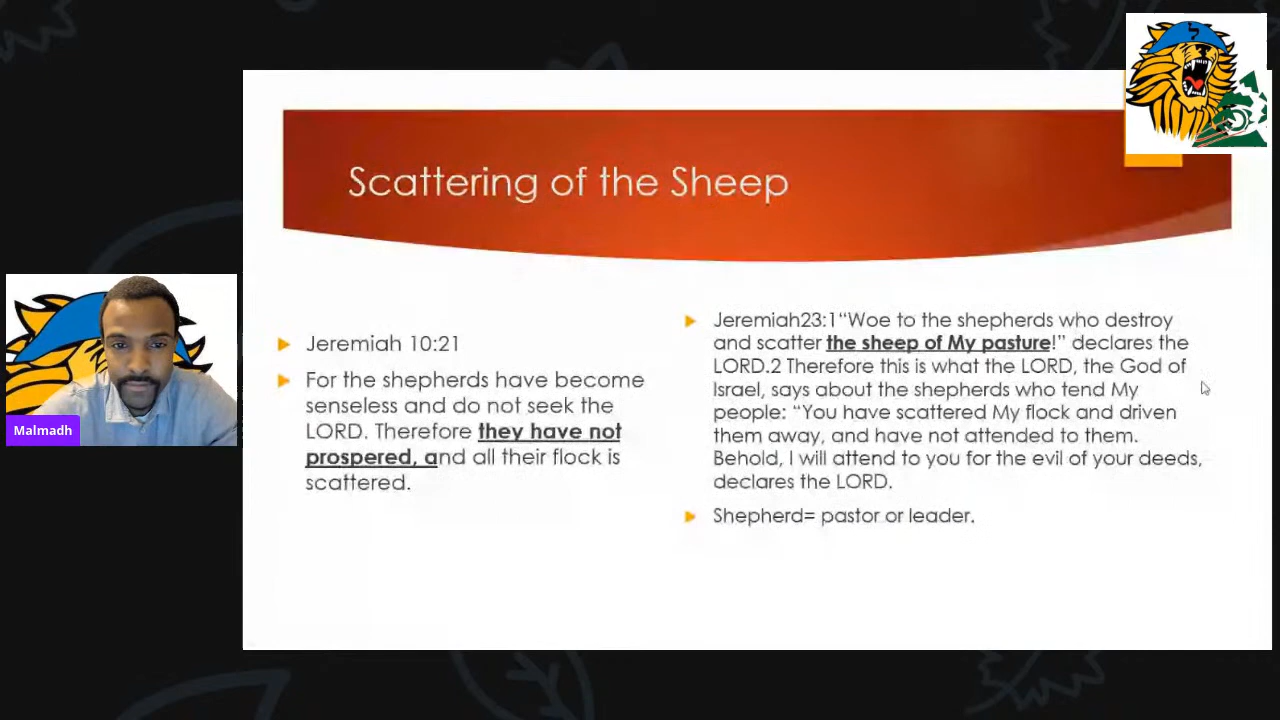 Scattering of the Sheep
Jeremiah 10:21
For the shepherds have become
senseless and do not seek the
LORD. Therefore they have not
prospered, and all their flock is
scattered.
Jeremiah23:1“Woe to the shepherds who destroy
and scatter the sheep of My pasture!” declares the
LORD.2 Therefore this is what the LORD, the God of
Israel, says about the shepherds who tend My
people: “You have scattered My flock and driven
them away, and have not attended to them.
Behold, I will attend to you for the evil of your deeds,
declares the LORD.
Shepherd= pastor or leader.
Malmadh